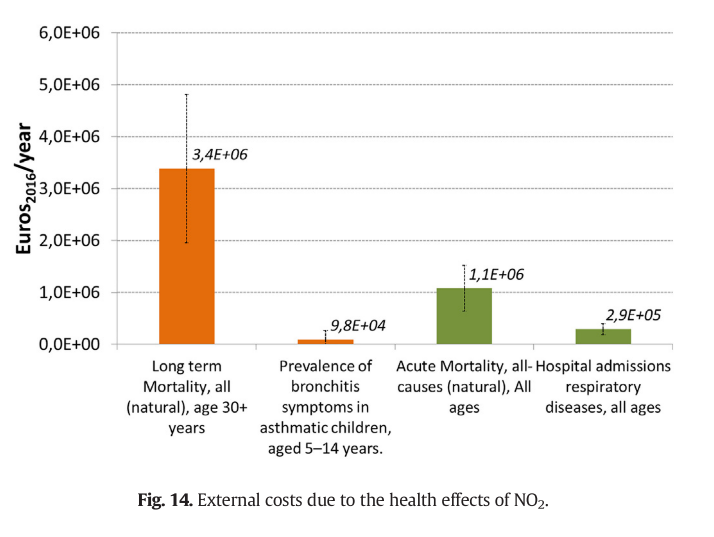 6,0E+06
5,0E+06
4,0E+06
3,0E+06
2,0E+06
1,0E+06
0,0E+00
Euros2016/year
3,4E+06
9,8E+04
1,1E+06
2,9E+05
Long term
Mortality, all
(natural), age 30+
years
Prevalence of
bronchitis
symptoms in
asthmatic children,
aged 5–14 years.
Acute Mortality, all-
causes (natural), All
ages
Hospital admissions
respiratory
diseases, all ages
Fig. 14. External costs due to the health effects of NO2.